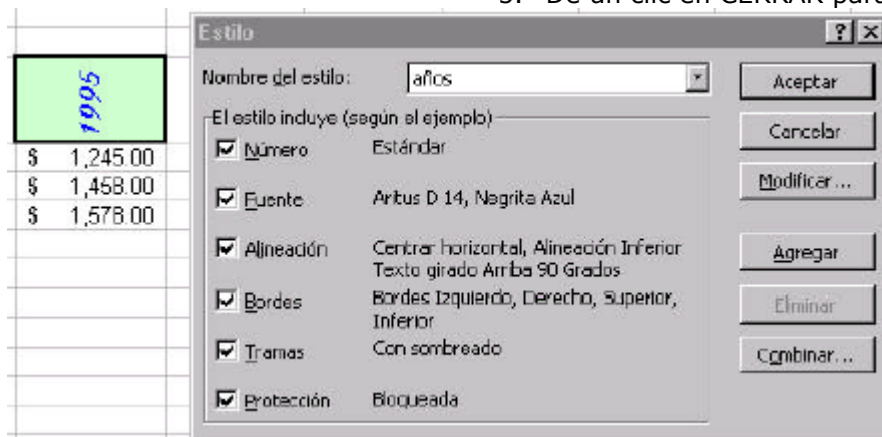 De un clic en CERRAR para
Estilo
1995
$ 1,245.00
$ 1,458.00
$ 1,578.00
Nombre del estilo: años
El estilo incluye (según el ejemplo)
Número Estándar
Fuente Aritus D 14, Negrita Azul
Alineación Centrar horizontal, Alineación Inferior
Texto girado Arriba 90 Grados
Bordes Bordes Izquierdo, Derecho, Superior,
Inferior
Tramas Con sombreado
Protección Bloqueada
Aceptar
Cancelar
Modificar...
Agregar
Eliminar
Combinar...